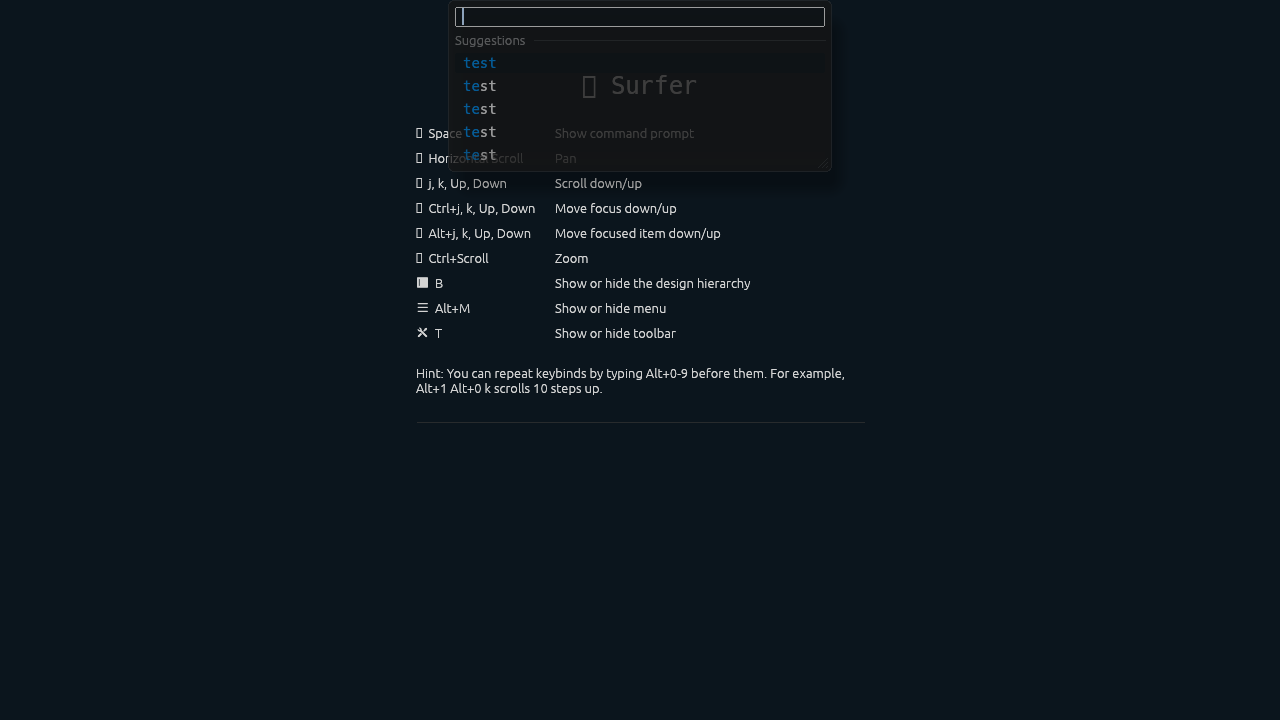 Suggestions
test
test
test
test
test
Surfer
Space Show command prompt
Horizontal Scroll Pan
j, k, Up, Down Scroll down/up
Ctrl+j, k, Up, Down Move focus down/up
Alt+j, k, Up, Down Move focused item down/up
Ctrl+Scroll Zoom
B Show or hide the design hierarchy
Alt+M Show or hide menu
T Show or hide toolbar
Hint: You can repeat keybinds by typing Alt+0-9 before them. For example,
Alt+1 Alt+0 k scrolls 10 steps up.